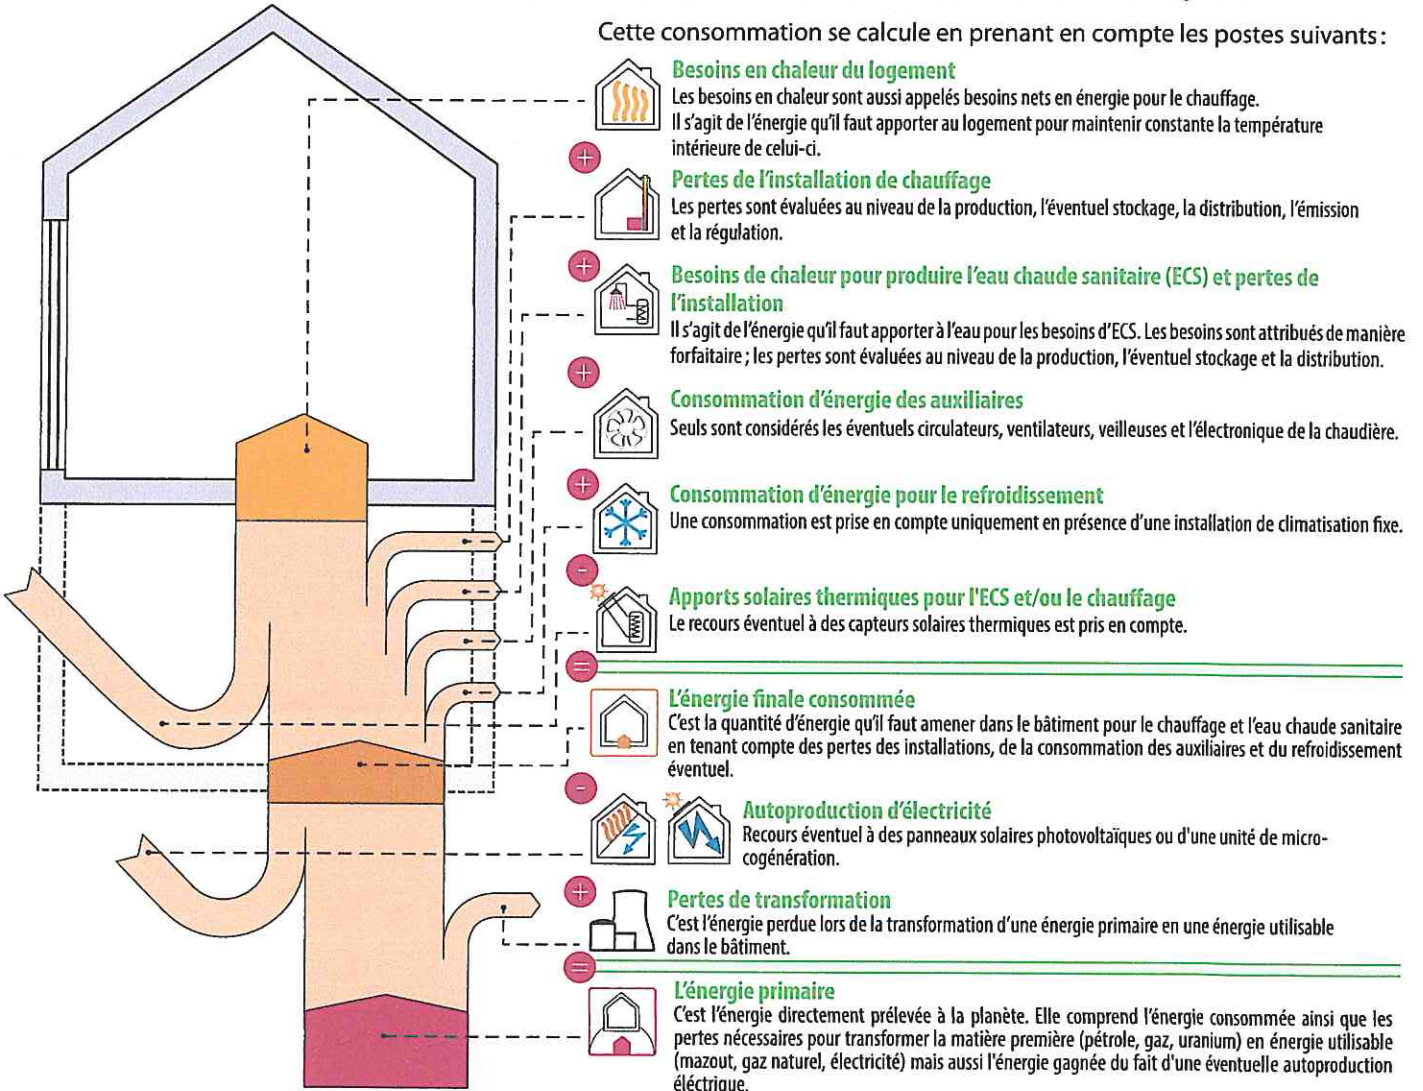 Cette consommation se calcule en prenant en compte les postes suivants :
Besoins en chaleur du logement
Les besoins en chaleur sont aussi appelés besoins nets en énergie pour le chauffage.
Il s'agit de l'énergie qu'il faut apporter au logement pour maintenir constante la température
intérieure de celui-ci.
+
Pertes de l'installation de chauffage
Les pertes sont évaluées au niveau de la production, l'éventuel stockage, la distribution, l'émission
et la régulation.
+
Besoins de chaleur pour produire l'eau chaude sanitaire (ECS) et pertes de
l'installation
Il s'agit de l'énergie qu'il faut apporter à l'eau pour les besoins d'ECS. Les besoins sont attribués de manière
forfaitaire ; les pertes sont évaluées au niveau de la production, l'éventuel stockage et la distribution.
+
Consommation d'énergie des auxiliaires
Seuls sont considérés les éventuels circulateurs, ventilateurs, veilleuses et l'électronique de la chaudière.
+
Consommation d'énergie pour le refroidissement
Une consommation est prise en compte uniquement en présence d'une installation de climatisation fixe.
-
Apports solaires thermiques pour l'ECS et/ou le chauffage
Le recours éventuel à des capteurs solaires thermiques est pris en compte.
=
L'énergie finale consommée
C'est la quantité d'énergie qu'il faut amener dans le bâtiment pour le chauffage et l'eau chaude sanitaire
en tenant compte des pertes des installations, de la consommation des auxiliaires et du refroidissement
éventuel.
-
Autoproduction d'électricité
Recours éventuel à des panneaux solaires photovoltaïques ou d'une unité de micro-
cogénération.
+
Pertes de transformation
C'est l'énergie perdue lors de la transformation d'une énergie primaire en une énergie utilisable
dans le bâtiment.
=
L'énergie primaire
C'est l'énergie directement prélevée à la planète. Elle comprend l'énergie consommée ainsi que les
pertes nécessaires pour transformer la matière première (pétrole, gaz, uranium) en énergie utilisable
(mazout, gaz naturel, électricité) mais aussi l'énergie gagnée du fait d'une éventuelle autoproduction
éléctrique.